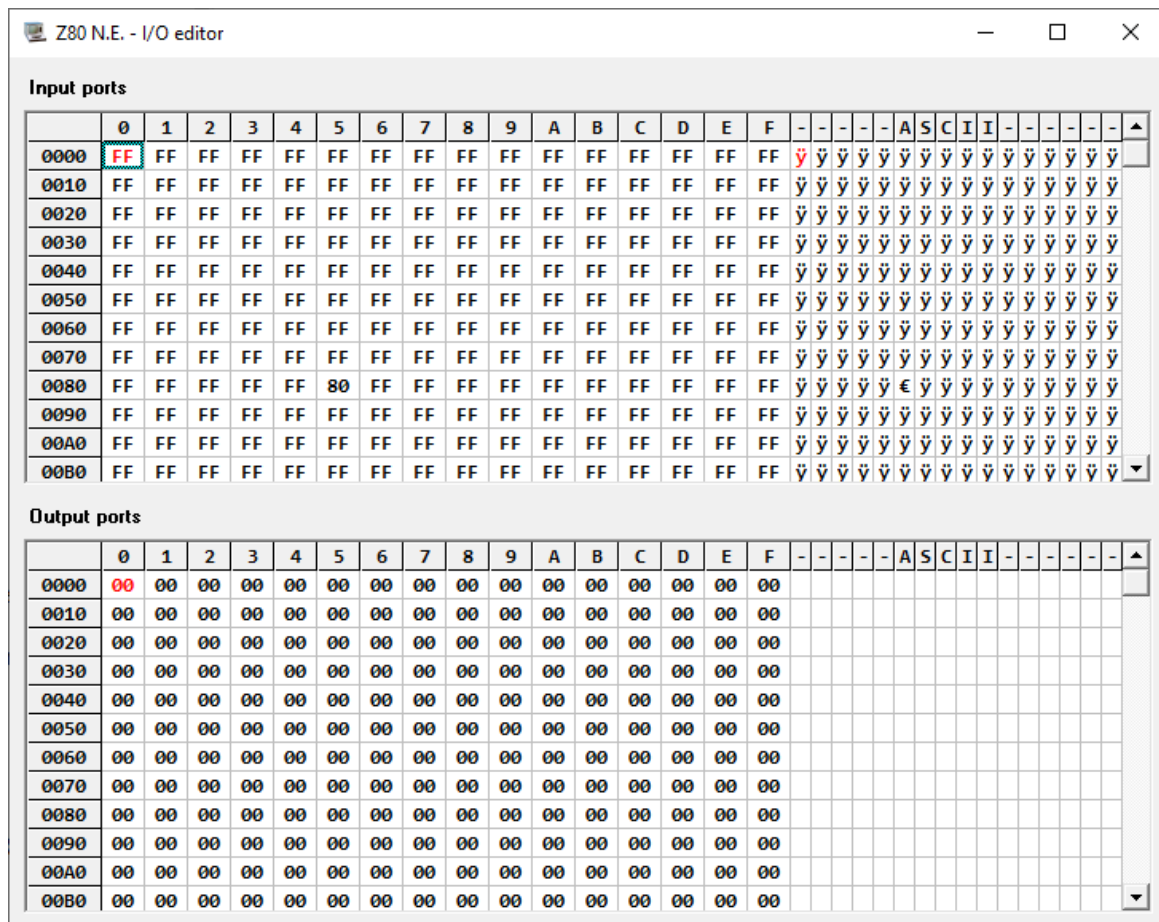 Z80 N.E. - I/O editor
Input ports
0 1 2 3 4 5 6 7 8 9 A B C D E F - - - - - A S C I I - - - - - -
0000 FF FF FF FF FF FF FF FF FF FF FF FF FF FF FF FF ÿ ÿ ÿ ÿ ÿ ÿ ÿ ÿ ÿ ÿ ÿ ÿ ÿ ÿ ÿ ÿ
0010 FF FF FF FF FF FF FF FF FF FF FF FF FF FF FF FF ÿ ÿ ÿ ÿ ÿ ÿ ÿ ÿ ÿ ÿ ÿ ÿ ÿ ÿ ÿ ÿ
0020 FF FF FF FF FF FF FF FF FF FF FF FF FF FF FF FF ÿ ÿ ÿ ÿ ÿ ÿ ÿ ÿ ÿ ÿ ÿ ÿ ÿ ÿ ÿ ÿ
0030 FF FF FF FF FF FF FF FF FF FF FF FF FF FF FF FF ÿ ÿ ÿ ÿ ÿ ÿ ÿ ÿ ÿ ÿ ÿ ÿ ÿ ÿ ÿ ÿ
0040 FF FF FF FF FF FF FF FF FF FF FF FF FF FF FF FF ÿ ÿ ÿ ÿ ÿ ÿ ÿ ÿ ÿ ÿ ÿ ÿ ÿ ÿ ÿ ÿ
0050 FF FF FF FF FF FF FF FF FF FF FF FF FF FF FF FF ÿ ÿ ÿ ÿ ÿ ÿ ÿ ÿ ÿ ÿ ÿ ÿ ÿ ÿ ÿ ÿ
0060 FF FF FF FF FF FF FF FF FF FF FF FF FF FF FF FF ÿ ÿ ÿ ÿ ÿ ÿ ÿ ÿ ÿ ÿ ÿ ÿ ÿ ÿ ÿ ÿ
0070 FF FF FF FF FF FF FF FF FF FF FF FF FF FF FF FF ÿ ÿ ÿ ÿ ÿ ÿ ÿ ÿ ÿ ÿ ÿ ÿ ÿ ÿ ÿ ÿ
0080 FF FF FF FF FF 80 FF FF FF FF FF FF FF FF FF FF ÿ ÿ ÿ ÿ ÿ € ÿ ÿ ÿ ÿ ÿ ÿ ÿ ÿ ÿ ÿ
0090 FF FF FF FF FF FF FF FF FF FF FF FF FF FF FF FF ÿ ÿ ÿ ÿ ÿ ÿ ÿ ÿ ÿ ÿ ÿ ÿ ÿ ÿ ÿ ÿ
00A0 FF FF FF FF FF FF FF FF FF FF FF FF FF FF FF FF ÿ ÿ ÿ ÿ ÿ ÿ ÿ ÿ ÿ ÿ ÿ ÿ ÿ ÿ ÿ ÿ
00B0 FF FF FF FF FF FF FF FF FF FF FF FF FF FF FF FF ÿ ÿ ÿ ÿ ÿ ÿ ÿ ÿ ÿ ÿ ÿ ÿ ÿ ÿ ÿ ÿ
Output ports
0 1 2 3 4 5 6 7 8 9 A B C D E F - - - - - A S C I I - - - - - -
0000 00 00 00 00 00 00 00 00 00 00 00 00 00 00 00 00
0010 00 00 00 00 00 00 00 00 00 00 00 00 00 00 00 00
0020 00 00 00 00 00 00 00 00 00 00 00 00 00 00 00 00
0030 00 00 00 00 00 00 00 00 00 00 00 00 00 00 00 00
0040 00 00 00 00 00 00 00 00 00 00 00 00 00 00 00 00
0050 00 00 00 00 00 00 00 00 00 00 00 00 00 00 00 00
0060 00 00 00 00 00 00 00 00 00 00 00 00 00 00 00 00
0070 00 00 00 00 00 00 00 00 00 00 00 00 00 00 00 00
0080 00 00 00 00 00 00 00 00 00 00 00 00 00 00 00 00
0090 00 00 00 00 00 00 00 00 00 00 00 00 00 00 00 00
00A0 00 00 00 00 00 00 00 00 00 00 00 00 00 00 00 00
00B0 00 00 00 00 00 00 00 00 00 00 00 00 00 00 00 00